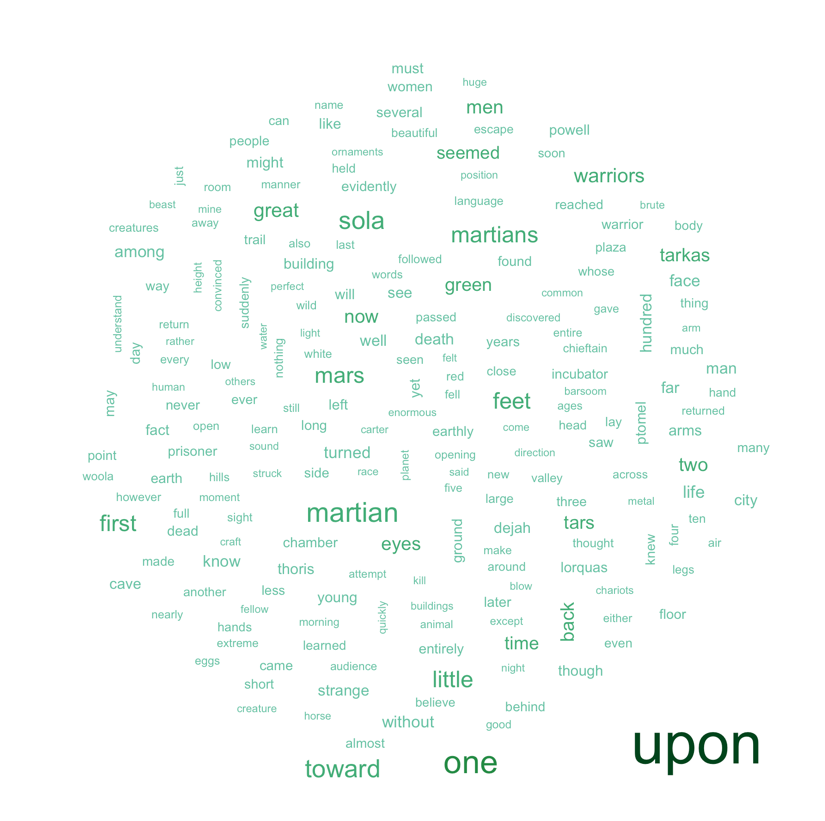 must
huge
women
name
several
men
can
like
beautiful
escape
powell
people
ornaments
seemed
soon
might
held
just
room
manner
evidently
position
warriors
language
reached
brute
beast
mine
great
sola
creatures
away
warrior
body
trail
also
last
martians
plaza
among
building
followed
found
tarkas
words
whose
way
height
convinced
perfect
will
see
green
common
face
suddenly
wild
thing
understand
now
passed
discovered
gave
hundred
return
water
light
entire
arm
rather
well
death
years
day
nothing
white
seen
felt
chieftain
much
every
low
mars
red
close
incubator
man
human
others
yet
fell
feet
barsoom
far
hand
may
never
ever
still
left
enormous
ages
ptomel
returned
fact
open
learn
long
carter
earthly
come
head
lay
arms
point
prisoner
sound
turned
opening
direction
saw
many
woola
earth
hills
struck
side
race
planet
said
new
valley
across
two
however
moment
five
large
three
metal
life
city
first
full
sight
martian
dejah
tars
ten
dead
craft
chamber
eyes
ground
make
thought
knew
four
air
made
know
thoris
attempt
around
lorquas
legs
cave
another
less
kill
blow
chariots
nearly
fellow
young
quickly
buildings
later
back
either
floor
hands
morning
animal
except
extreme
learned
entirely
time
even
eggs
came
audience
night
though
short
strange
little
creature
horse
believe
behind
without
good
almost
upon
toward
one